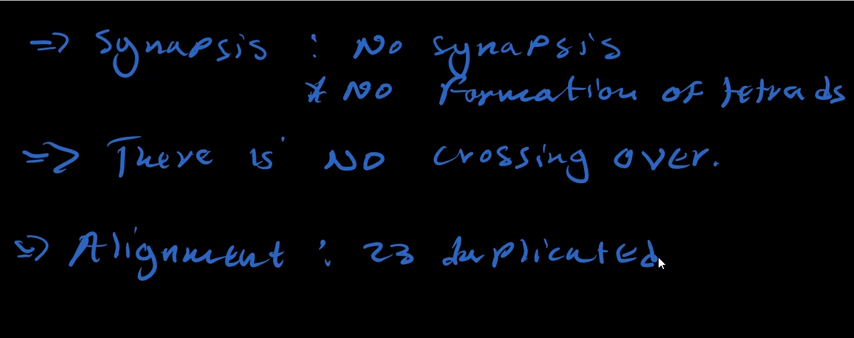 => Synapsis : No synapsis
* No Formation of tetrads
=> There is No crossing over.
=> Alignment : 23 duplicated